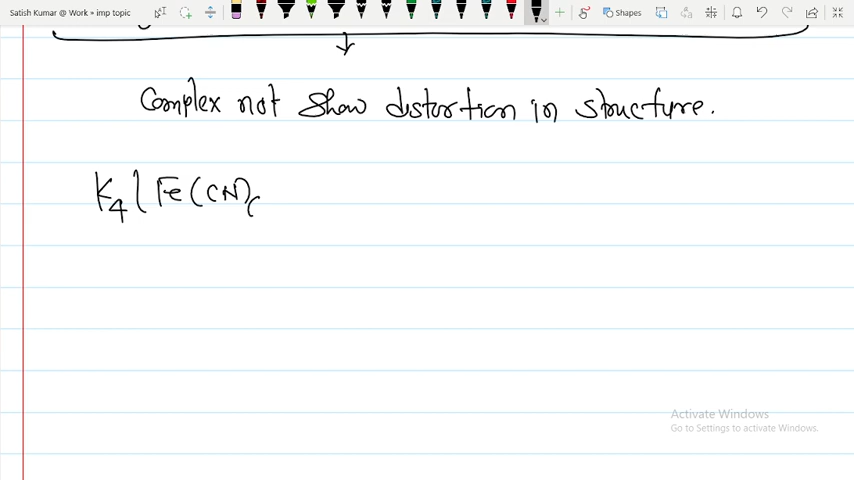 Satish Kumar @ Work » imp topic
Shapes
Complex not show distortion in structure.
K4[Fe(CN)
Activate Windows
Go to Settings to activate Windows.